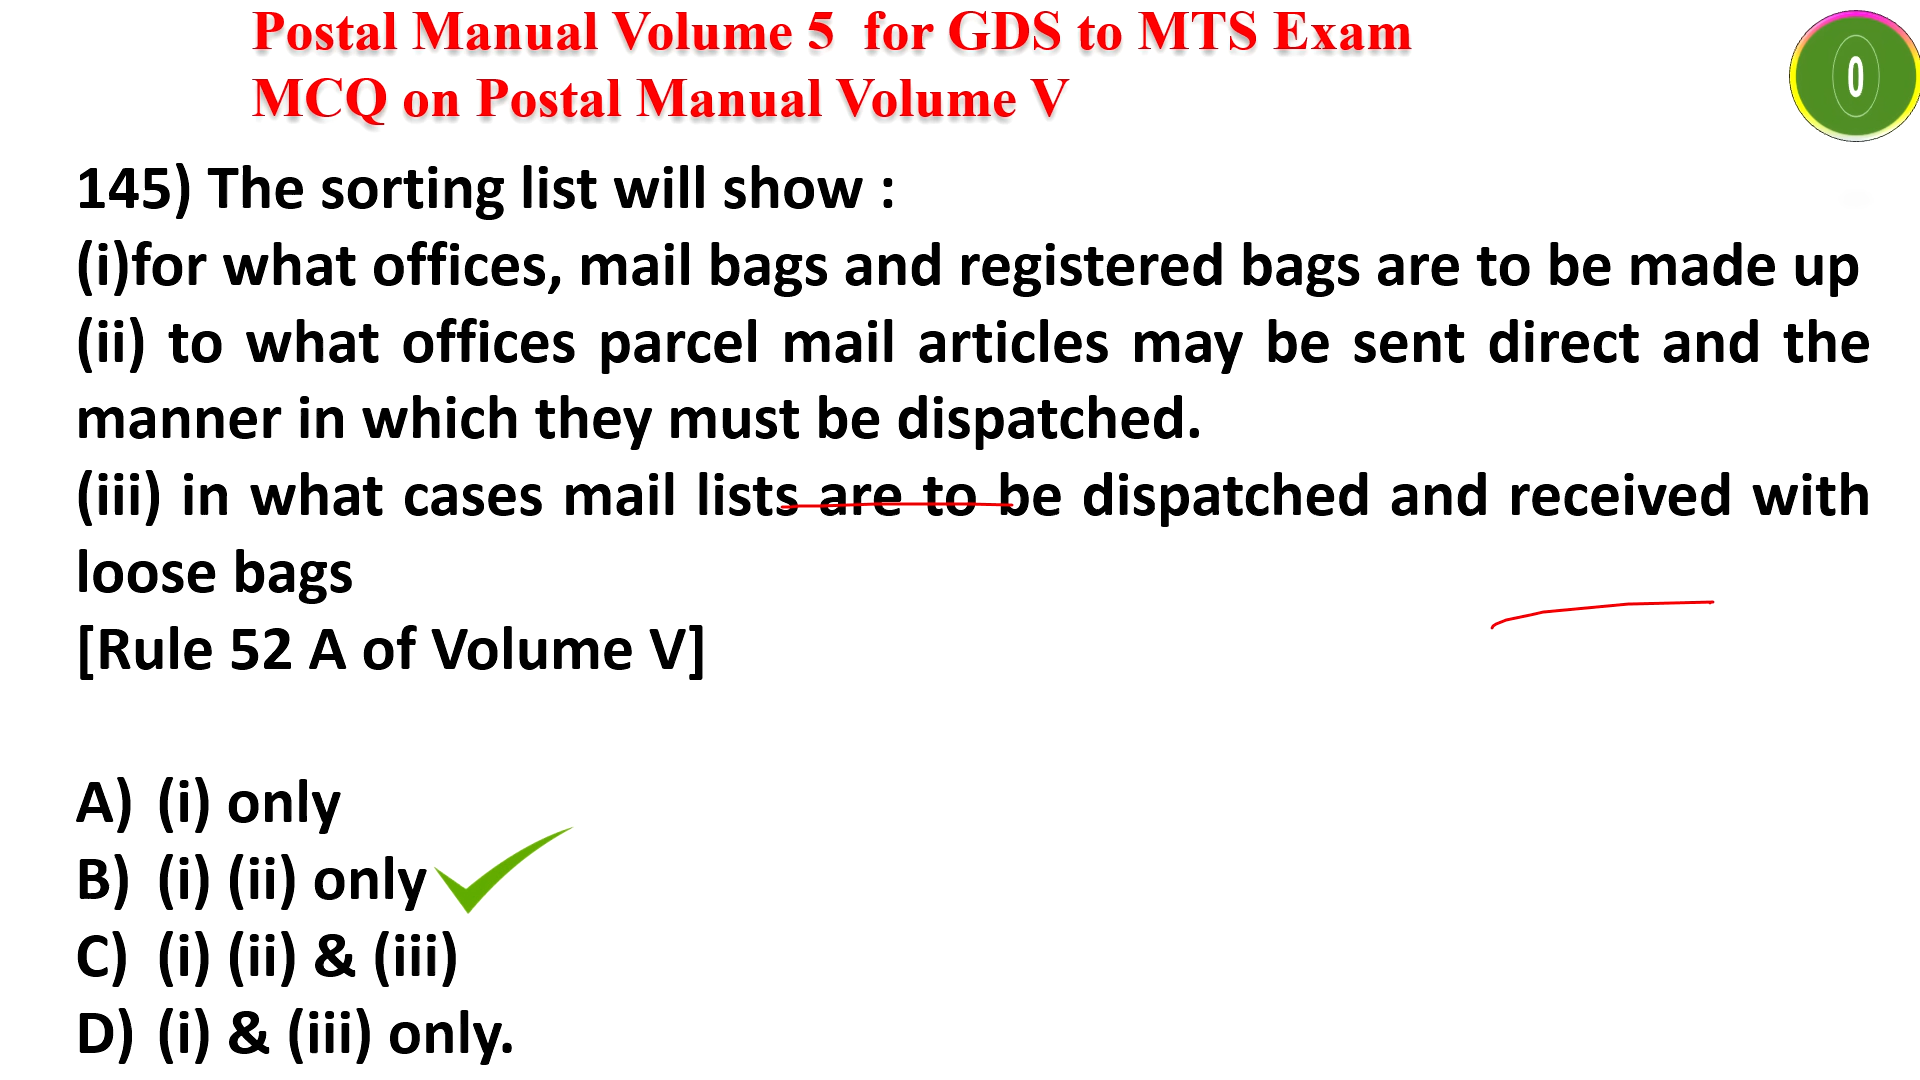 Postal Manual Volume 5 for GDS to MTS Exam
MCQ on Postal Manual Volume V
0
145) The sorting list will show :
(i)for what offices, mail bags and registered bags are to be made up
(ii) to what offices parcel mail articles may be sent direct and the
manner in which they must be dispatched.
(iii) in what cases mail lists are to be dispatched and received with
loose bags
[Rule 52 A of Volume V]
A) (i) only
B) (i) (ii) only
C) (i) (ii) & (iii)
D) (i) & (iii) only.